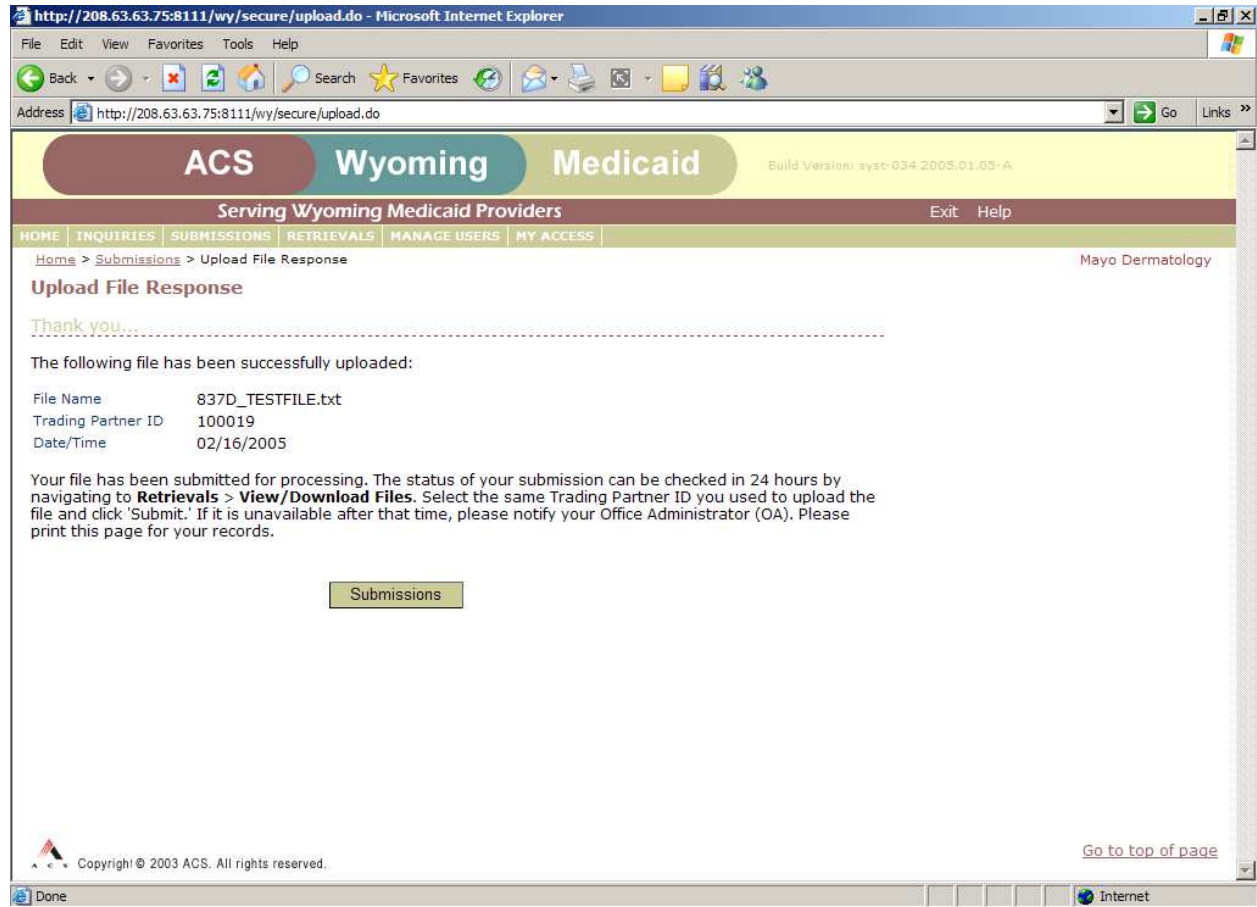 http://208.63.63.75:8111/wy/secure/upload.do - Microsoft Internet Explorer
File Edit View Favorites Tools Help
Back Search Favorites
Address http://208.63.63.75:8111/wy/secure/upload.do Go Links »
ACS Wyoming Medicaid Build Version: syst-034 2005.01.05-A
Serving Wyoming Medicaid Providers Exit Help
HOME INQUIRIES SUBMISSIONS RETRIEVALS MANAGE USERS MY ACCESS
Home > Submissions > Upload File Response Mayo Dermatology
Upload File Response
Thank you...
The following file has been successfully uploaded:
File Name 837D_TESTFILE.txt
Trading Partner ID 100019
Date/Time 02/16/2005
Your file has been submitted for processing. The status of your submission can be checked in 24 hours by
navigating to Retrievals > View/Download Files. Select the same Trading Partner ID you used to upload the
file and click 'Submit.' If it is unavailable after that time, please notify your Office Administrator (OA). Please
print this page for your records.
Submissions
Go to top of page
A C S Copyright © 2003 ACS. All rights reserved.
Done Internet